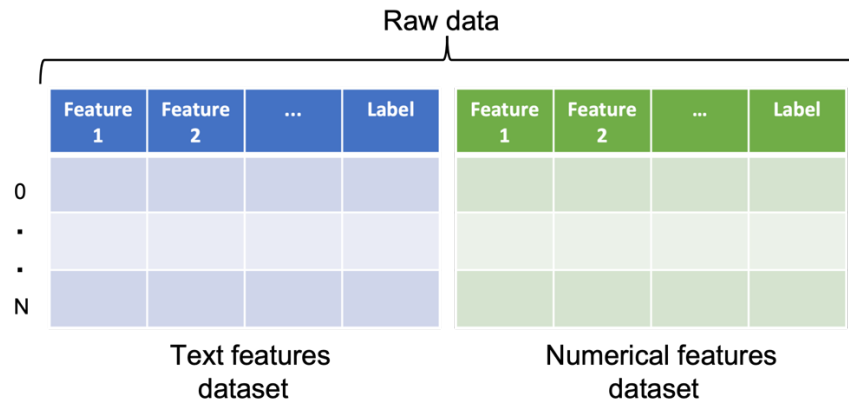 Raw data
Feature 1 Feature 2 ... Label Feature 1 Feature 2 ... Label
0
.
.
N
Text features dataset
Numerical features dataset